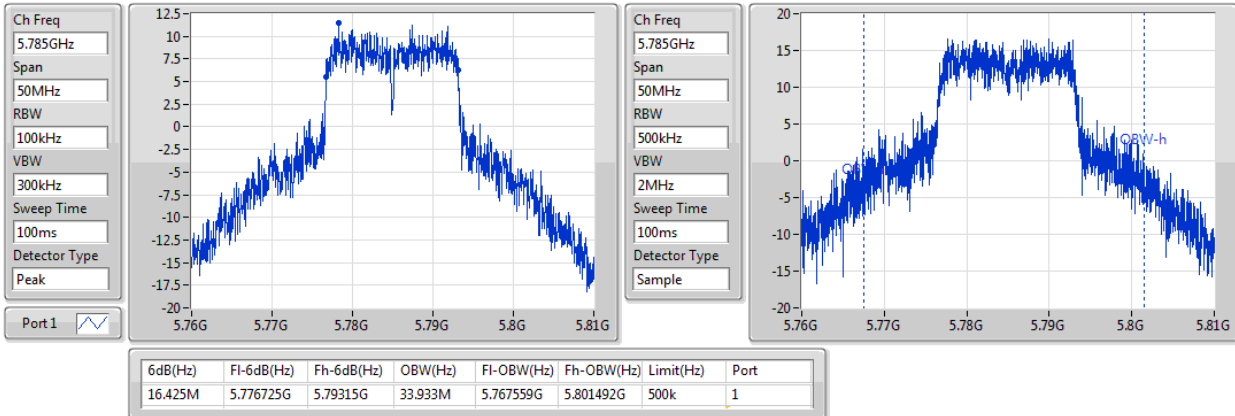 Ch Freq
5.785GHz
Span
50MHz
RBW
100kHz
VBW
300kHz
Sweep Time
100ms
Detector Type
Peak
Port 1
12.5
10
7.5
5
2.5
0
-2.5
-5
-7.5
-10
-12.5
-15
-17.5
-20
5.76G 5.77G 5.78G 5.79G 5.8G 5.81G
Ch Freq
5.785GHz
Span
50MHz
RBW
500kHz
VBW
2MHz
Sweep Time
100ms
Detector Type
Sample
20
15
10
5
0
-5
-10
-15
-20
OBW-h
5.76G 5.77G 5.78G 5.79G 5.8G 5.81G
6dB(Hz) Fl-6dB(Hz) Fh-6dB(Hz) OBW(Hz) Fl-OBW(Hz) Fh-OBW(Hz) Limit(Hz) Port
16.425M 5.776725G 5.79315G 33.933M 5.767559G 5.801492G 500k 1